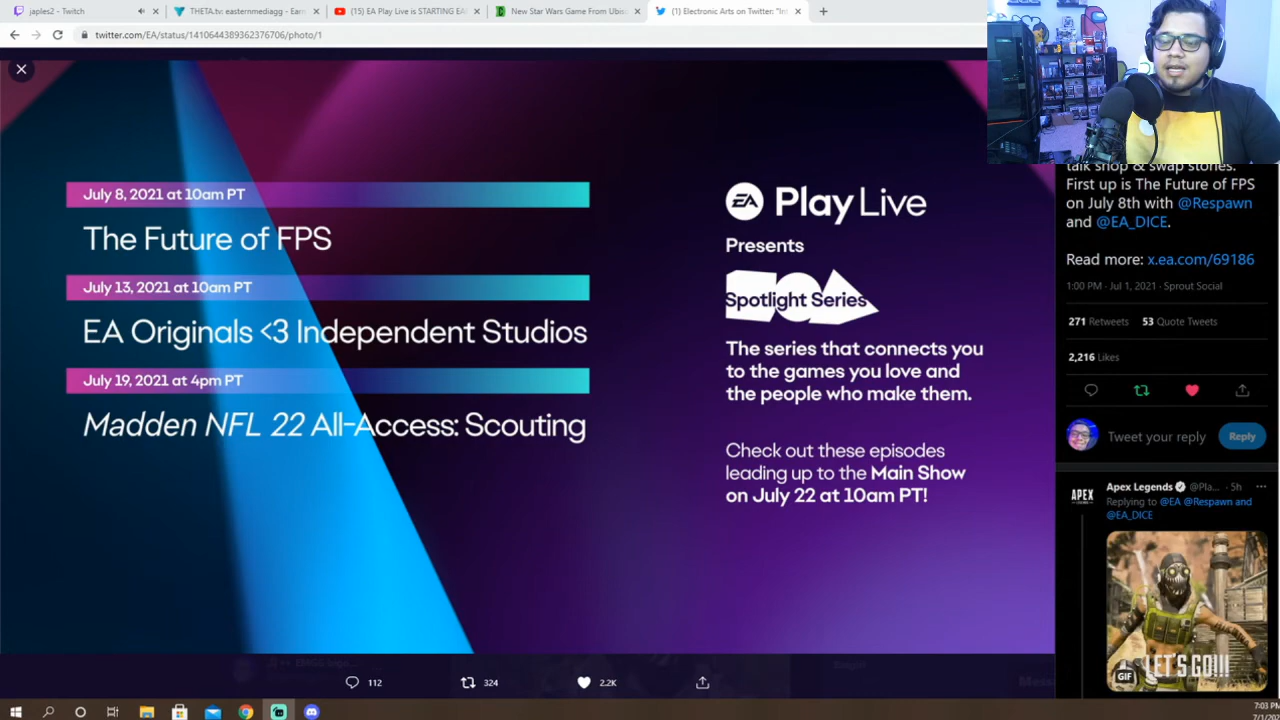 japles2 - Twitch
THETA.tv: easternmediagg - Earn
(15) EA Play Live is STARTING EA
New Star Wars Game From Ubis
(1) Electronic Arts on Twitter: "In
twitter.com/EA/status/1410644389362376706/photo/1
July 8, 2021 at 10am PT
The Future of FPS
July 13, 2021 at 10am PT
EA Originals <3 Independent Studios
July 19, 2021 at 4pm PT
Madden NFL 22 All-Access: Scouting
EA Play Live
Presents
Spotlight Series
The series that connects you
to the games you love and
the people who make them.
Check out these episodes
leading up to the Main Show
on July 22 at 10am PT!
112
324
2.2K
talk shop & swap stories.
First up is The Future of FPS
on July 8th with @Respawn
and @EA_DICE.
Read more: x.ea.com/69186
1:00 PM · Jul 1, 2021 · Sprout Social
271 Retweets 53 Quote Tweets
2,216 Likes
Tweet your reply
Reply
Apex Legends @Pla... · 5h
Replying to @EA @Respawn and
@EA_DICE
APEX
GIF
LET'S GO!!!
7:03 PM